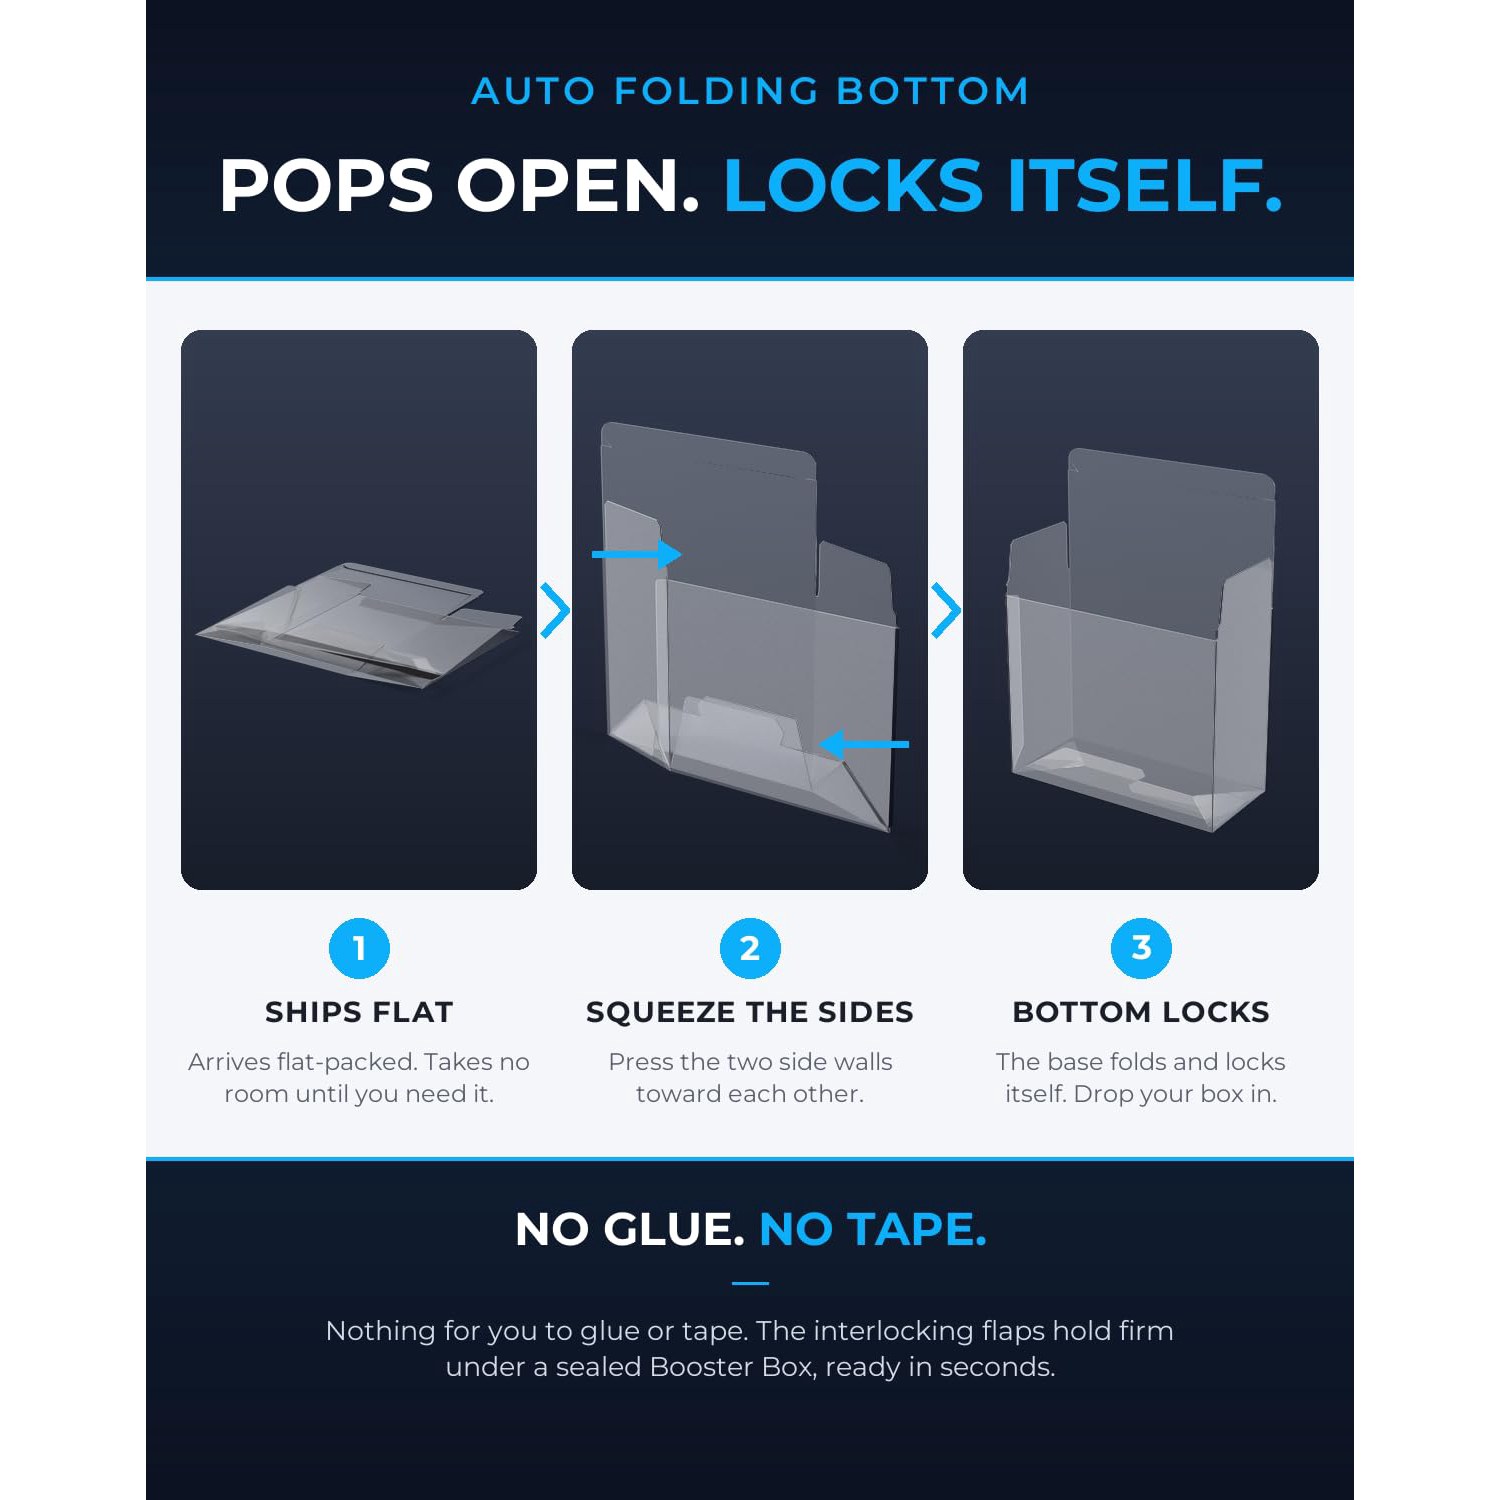 AUTO FOLDING BOTTOM
POPS OPEN. LOCKS ITSELF.
1
SHIPS FLAT
Arrives flat-packed. Takes no
room until you need it.
2
SQUEEZE THE SIDES
Press the two side walls
toward each other.
3
BOTTOM LOCKS
The base folds and locks
itself. Drop your box in.
NO GLUE. NO TAPE.
Nothing for you to glue or tape. The interlocking flaps hold firm
under a sealed Booster Box, ready in seconds.